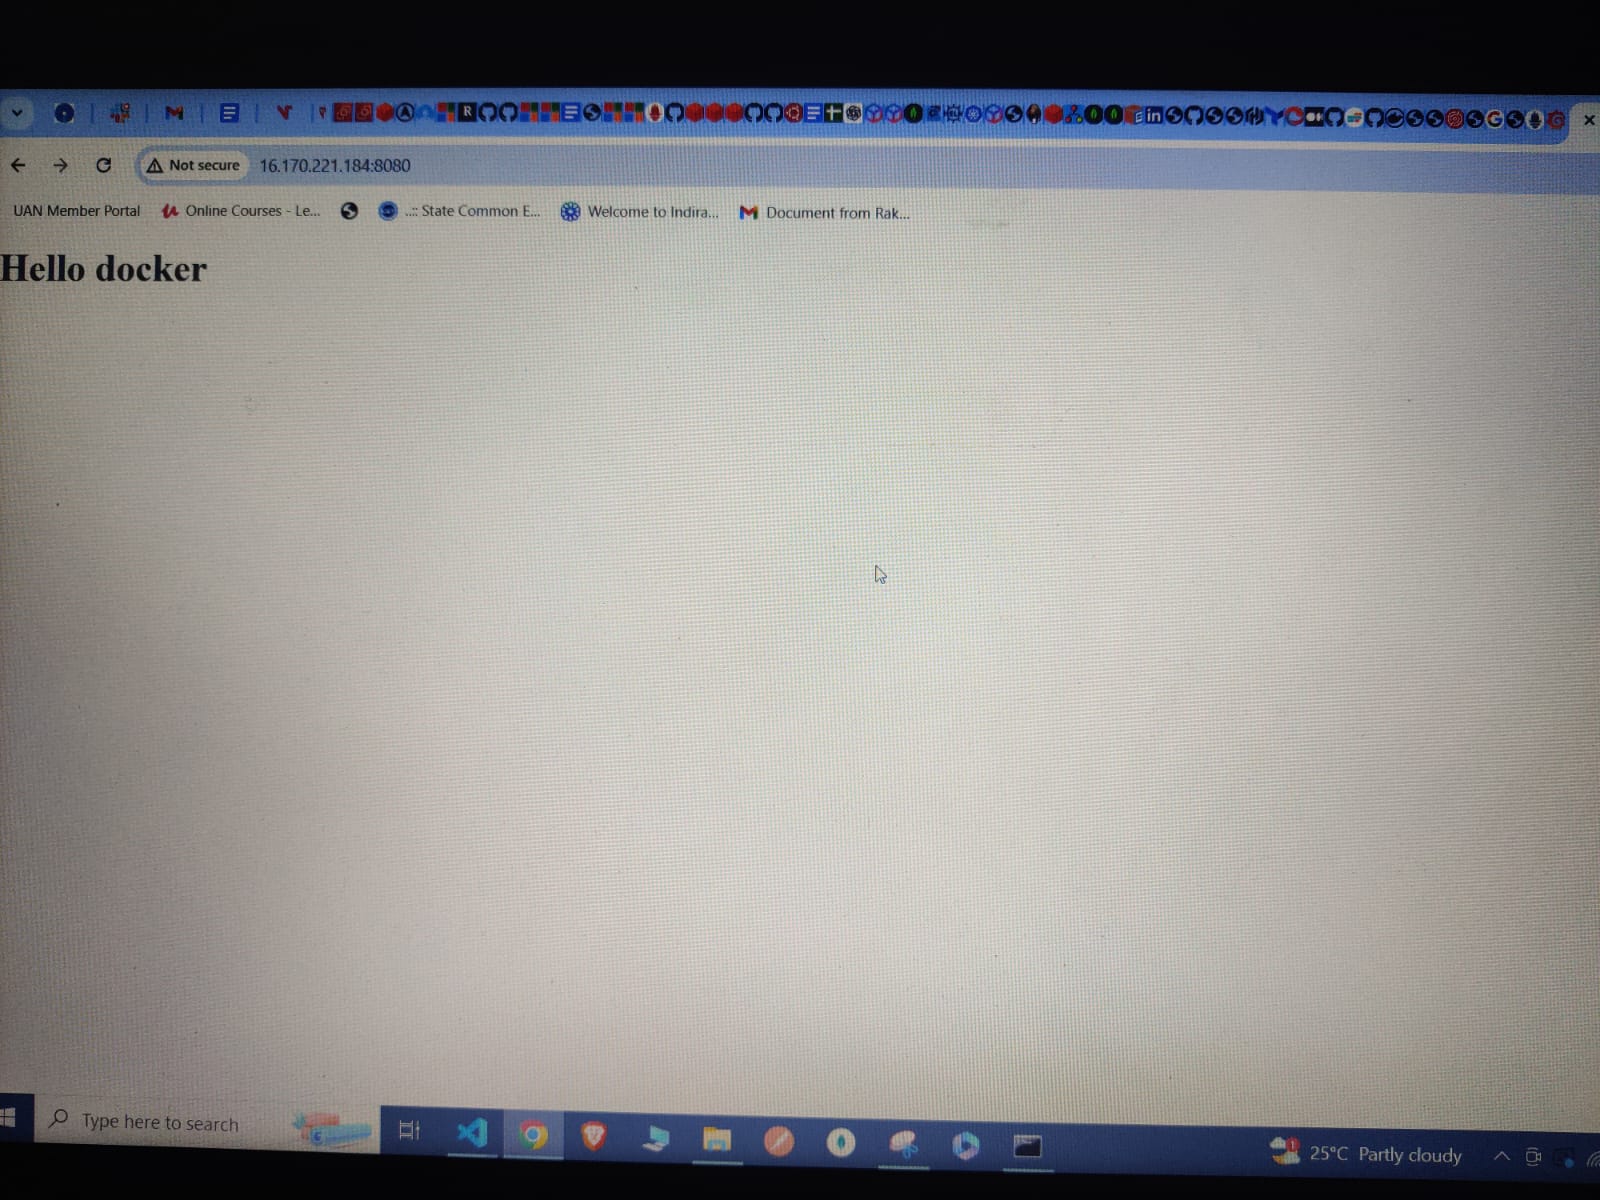 Not secure 16.170.221.184:8080
UAN Member Portal Online Courses - Le... ..:: State Common E... Welcome to Indira... Document from Rak...
Hello docker
Type here to search 25°C Partly cloudy